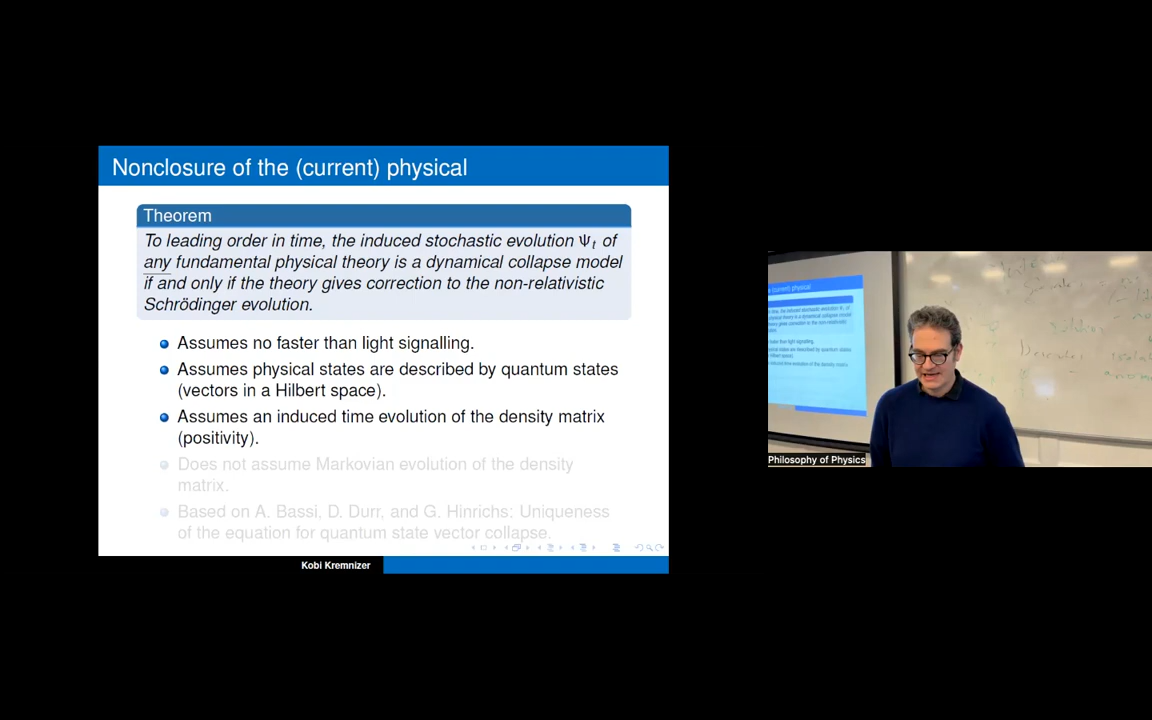 Nonclosure of the (current) physical
Theorem
To leading order in time, the induced stochastic evolution Ψt of
any fundamental physical theory is a dynamical collapse model
if and only if the theory gives correction to the non-relativistic
Schrödinger evolution.
Assumes no faster than light signalling.
Assumes physical states are described by quantum states
(vectors in a Hilbert space).
Assumes an induced time evolution of the density matrix
(positivity).
Does not assume Markovian evolution of the density
matrix.
Based on A. Bassi, D. Durr, and G. Hinrichs: Uniqueness
of the equation for quantum state vector collapse.
Kobi Kremnizer
Philosophy of Physics